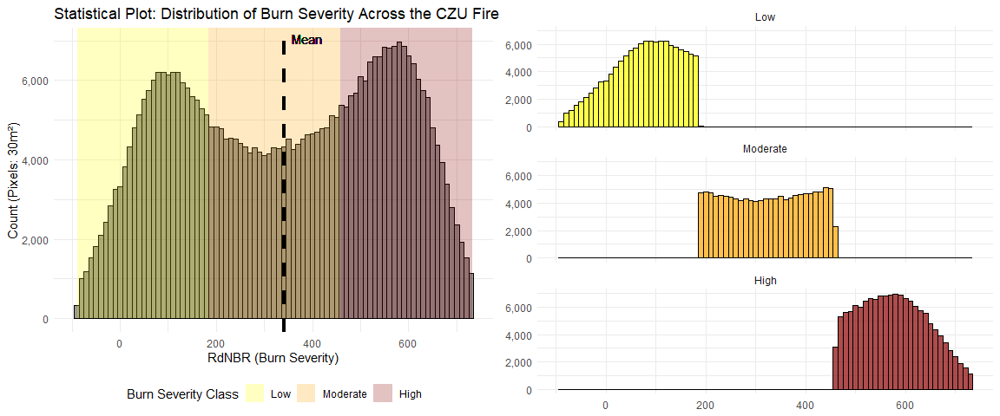 Statistical Plot: Distribution of Burn Severity Across the CZU Fire
Mean
6,000
4,000
2,000
0
Count (Pixels: 30m²)
0
200
400
600
RdNBR (Burn Severity)
Burn Severity Class
Low
Moderate
High
Low
6,000
4,000
2,000
0
Moderate
6,000
4,000
2,000
0
High
6,000
4,000
2,000
0
0
200
400
600